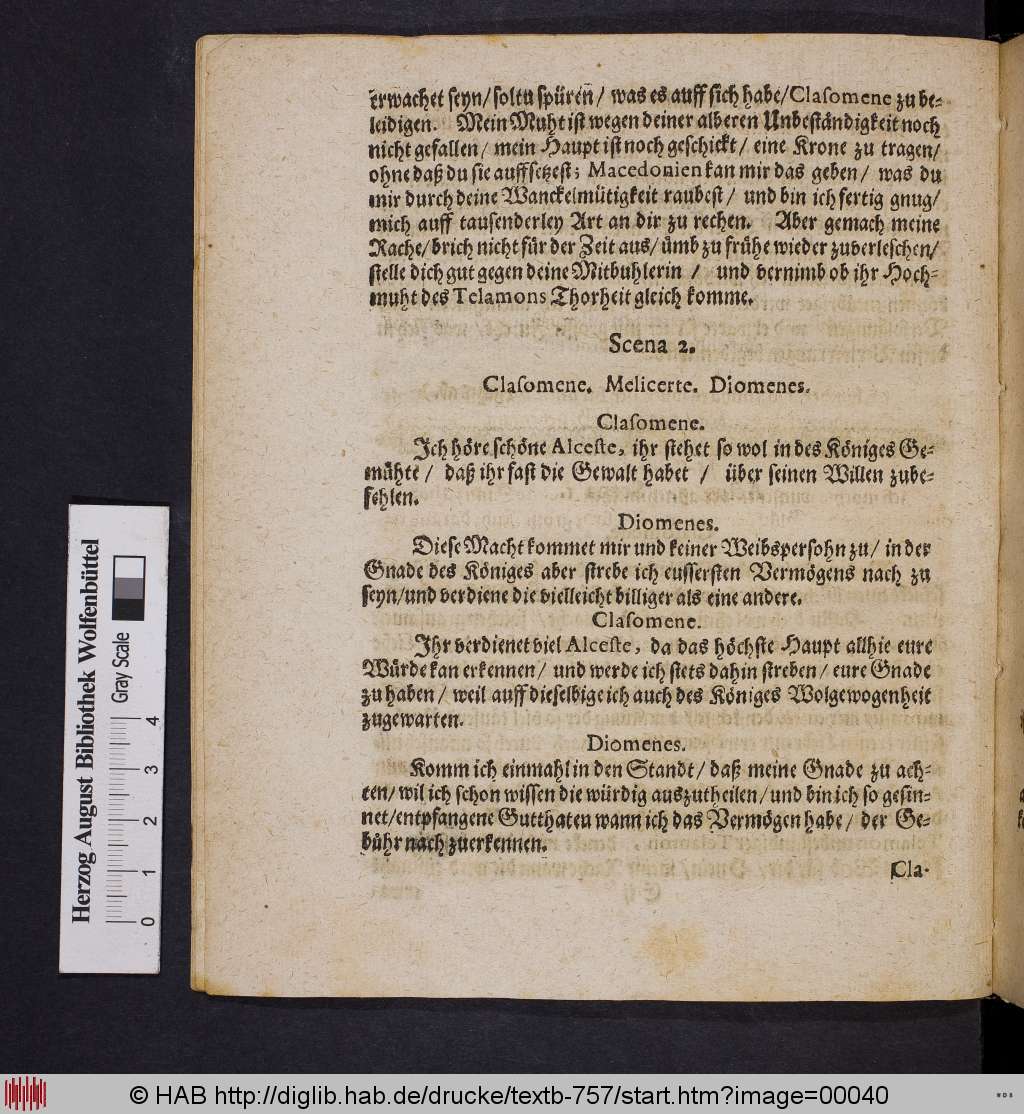 erwachet seyn/ soltu spüren/ was es auff sich habe/ Clasomene zu be-
leidigen. Mein Muht ist wegen deiner alberen Unbeständigkeit noch
nicht gefallen/ mein Haupt ist noch geschickt/ eine Krone zu tragen/
ohne daß du sie auffsetzest; Macedonien kan mir das geben/ was du
mir durch deine Wanckelmütigkeit raubest/ und bin ich fertig gnug/
mich auff tausenderley Art an dir zu rechen. Aber gemach meine
Rache/ brich nicht für der Zeit aus/ ümb zu frühe wieder zuverleschen/
stelle dich gut gegen deine Mitbuhlerin/ und vernimb ob ihr Hoch-
muht des Telamons Thorheit gleich komme.
Scena 2.
Clasomene. Melicerte. Diomenes.
Clasomene.
Ich höre schöne Alceste, ihr stehet so wol in des Königes Ge-
mühte/ daß ihr fast die Gewalt habet/ über seinen Willen zube-
fehlen.
Diomenes.
Diese Macht kommet mir und keiner Weibspersohn zu/ in der
Gnade des Königes aber strebe ich eussersten Vermögens nach zu
seyn/ und verdiene die vielleicht billiger als eine andere.
Clasomene.
Ihr verdienet viel Alceste, da das höchste Haupt allhie eure
Würde kan erkennen/ und werde ich stets dahin streben/ eure Gnade
zu haben/ weil auff dieselbige ich auch des Königes Wolgewogenheit
zugewarten.
Diomenes.
Komm ich einmahl in den Standt/ daß meine Gnade zu ach-
ten/ wil ich schon wissen die würdig auszutheilen/ und bin ich so gesin-
net/ entpfangene Gutthaten wann ich das Vermögen habe/ der Ge-
bühr nach zuerkennen.
Cla-
Herzog August Bibliothek Wolfenbüttel
Gray Scale
0 1 2 3 4
© HAB http://diglib.hab.de/drucke/textb-757/start.htm?image=00040